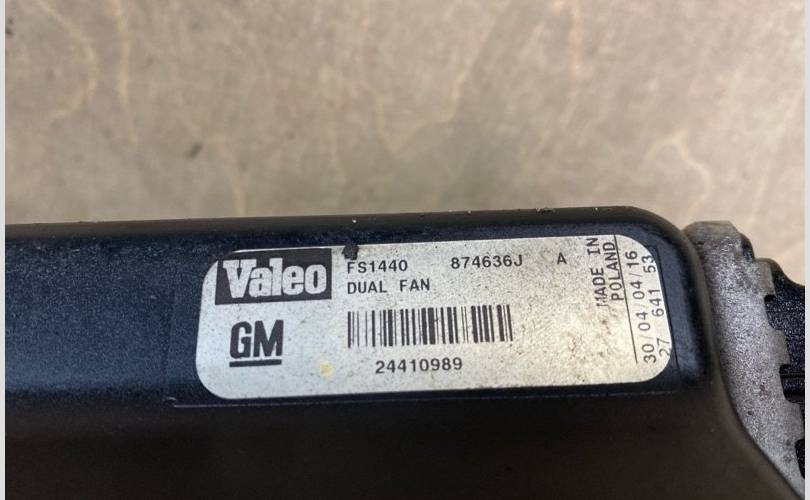 Valeo
FS1440 874636J A
DUAL FAN
GM
24410989
MADE IN
POLAND
30/04/04/16
27 641 53